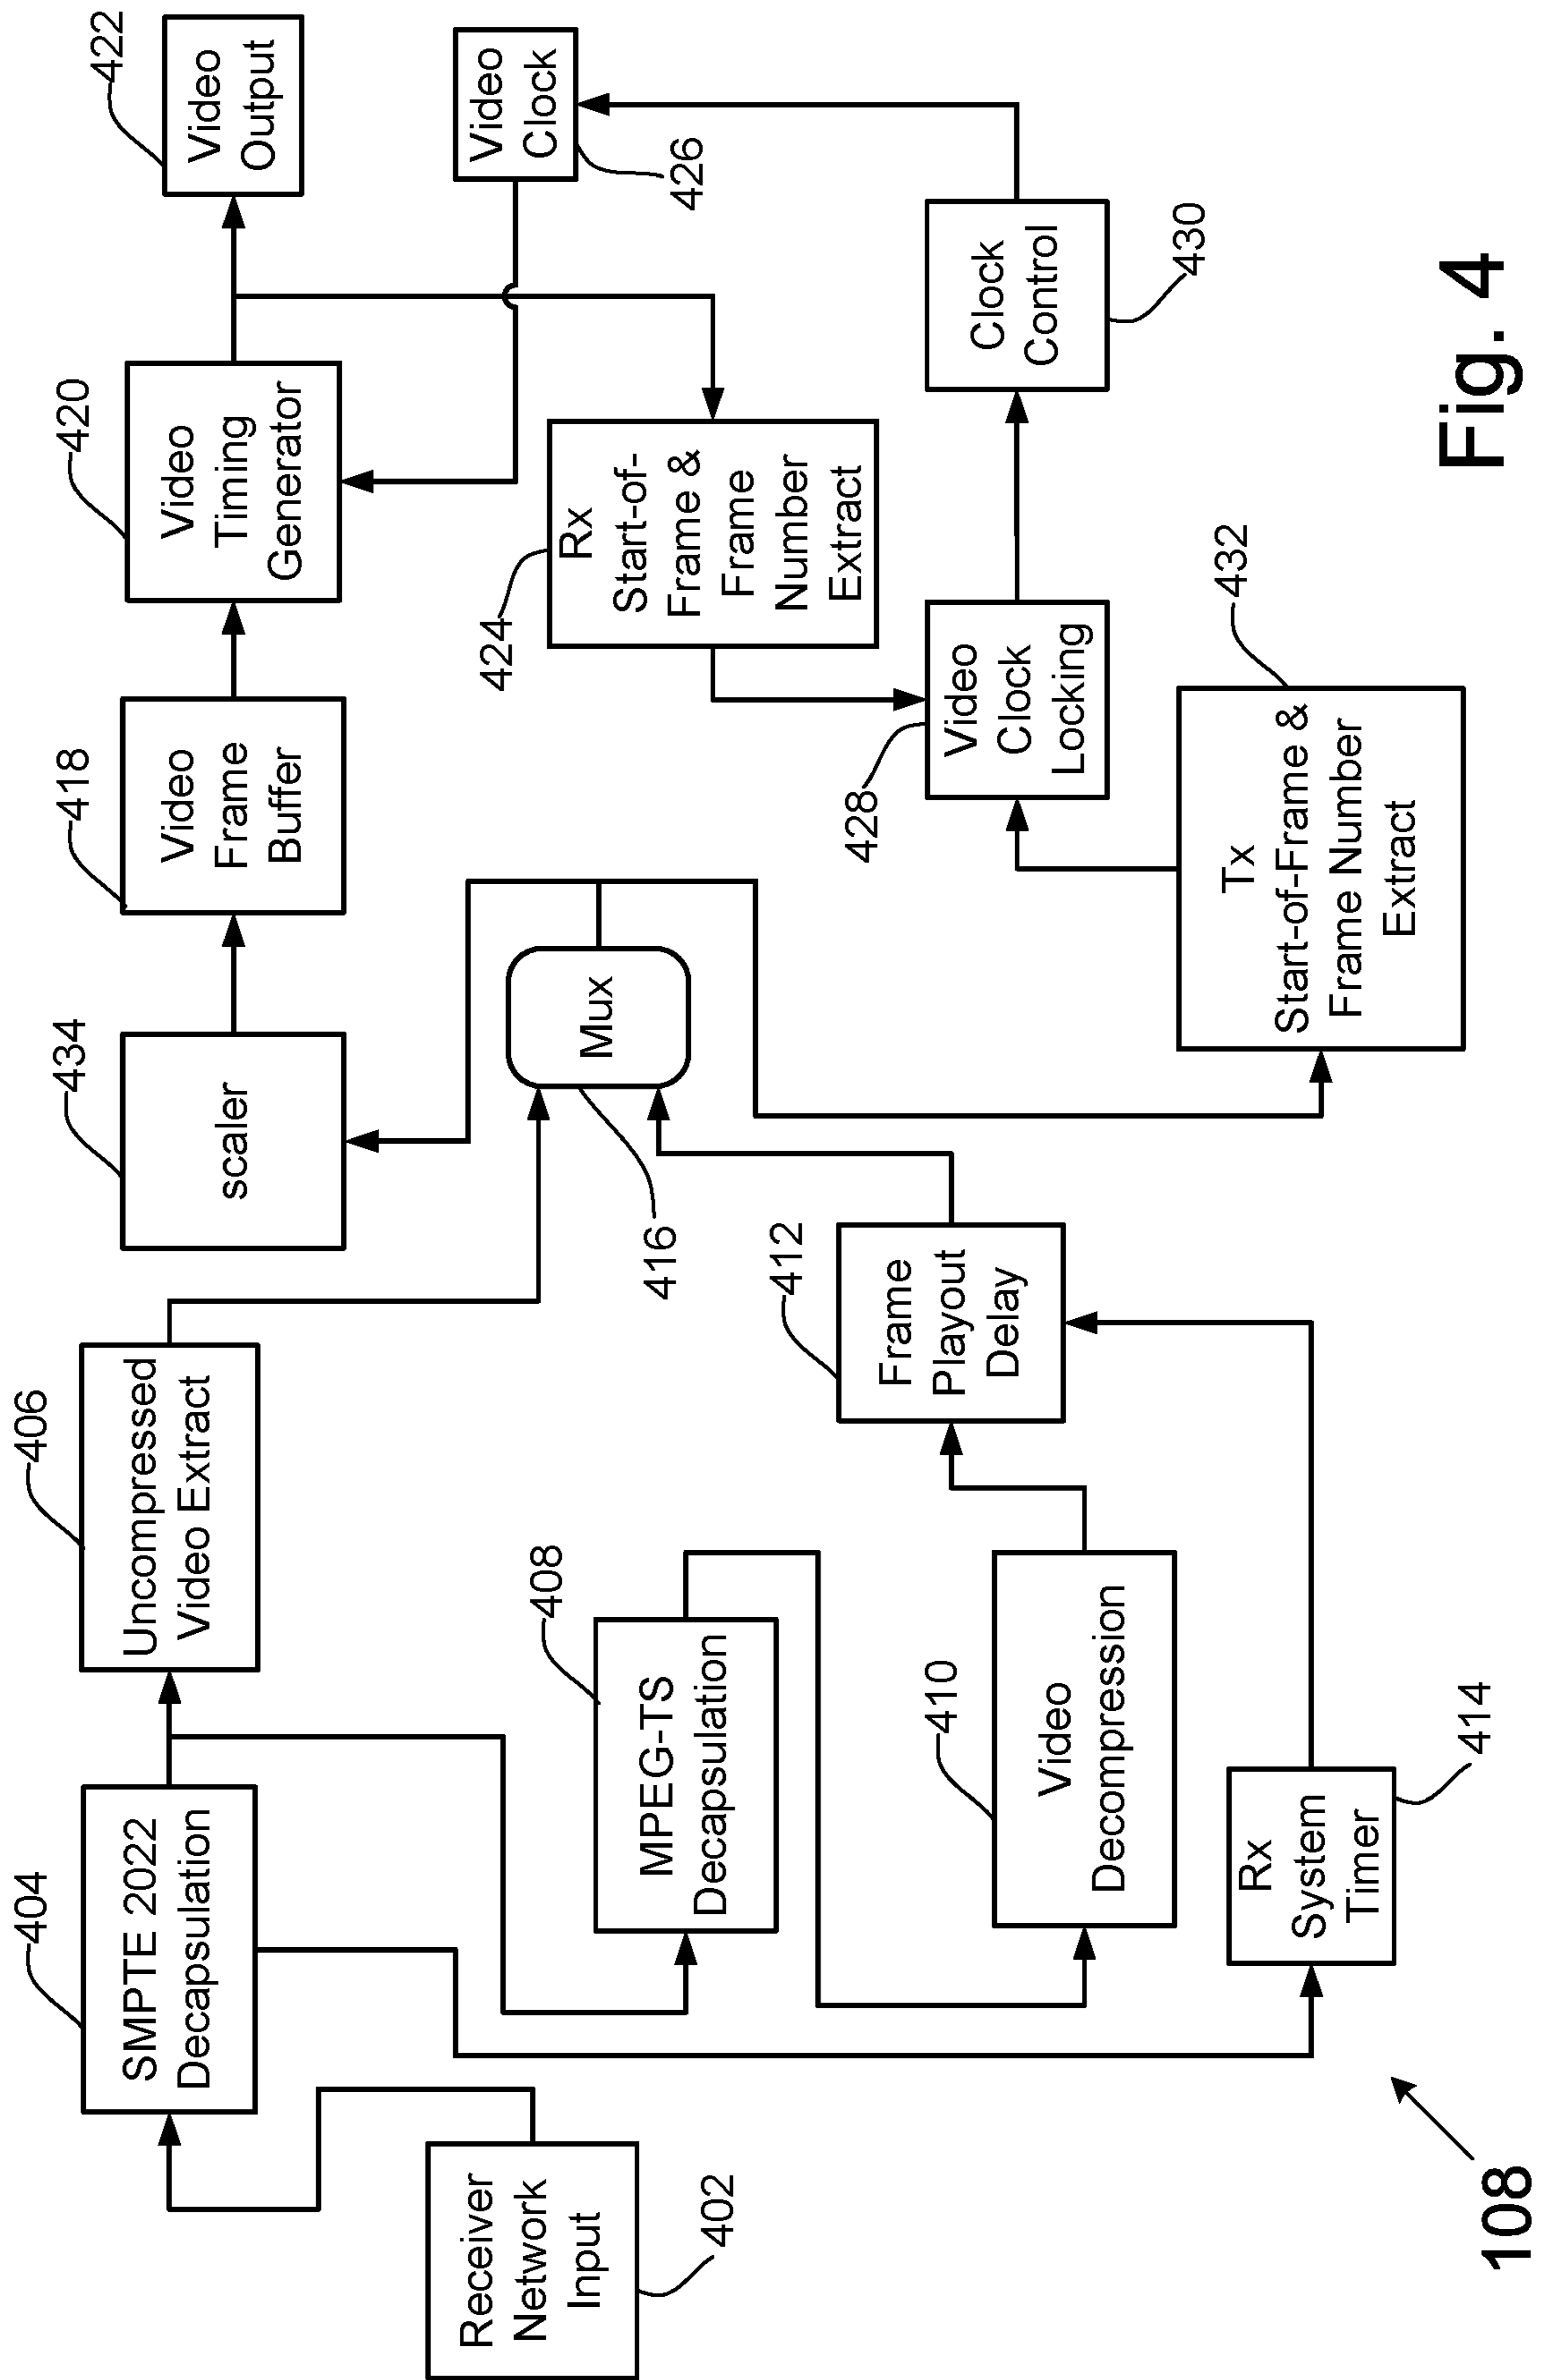 402
Receiver
Network
Input
404
SMPTE 2022
Decapsulation
406
Uncompressed
Video Extract
408
MPEG-TS
Decapsulation
410
Video
Decompression
414
Rx
System
Timer
412
Frame
Playout
Delay
416
Mux
434
scaler
418
Video
Frame
Buffer
420
Video
Timing
Generator
422
Video
Output
426
Video
Clock
424
Rx
Start-of-
Frame &
Frame
Number
Extract
428
Video
Clock
Locking
430
Clock
Control
432
Tx
Start-of-Frame &
Frame Number
Extract
108
Fig. 4